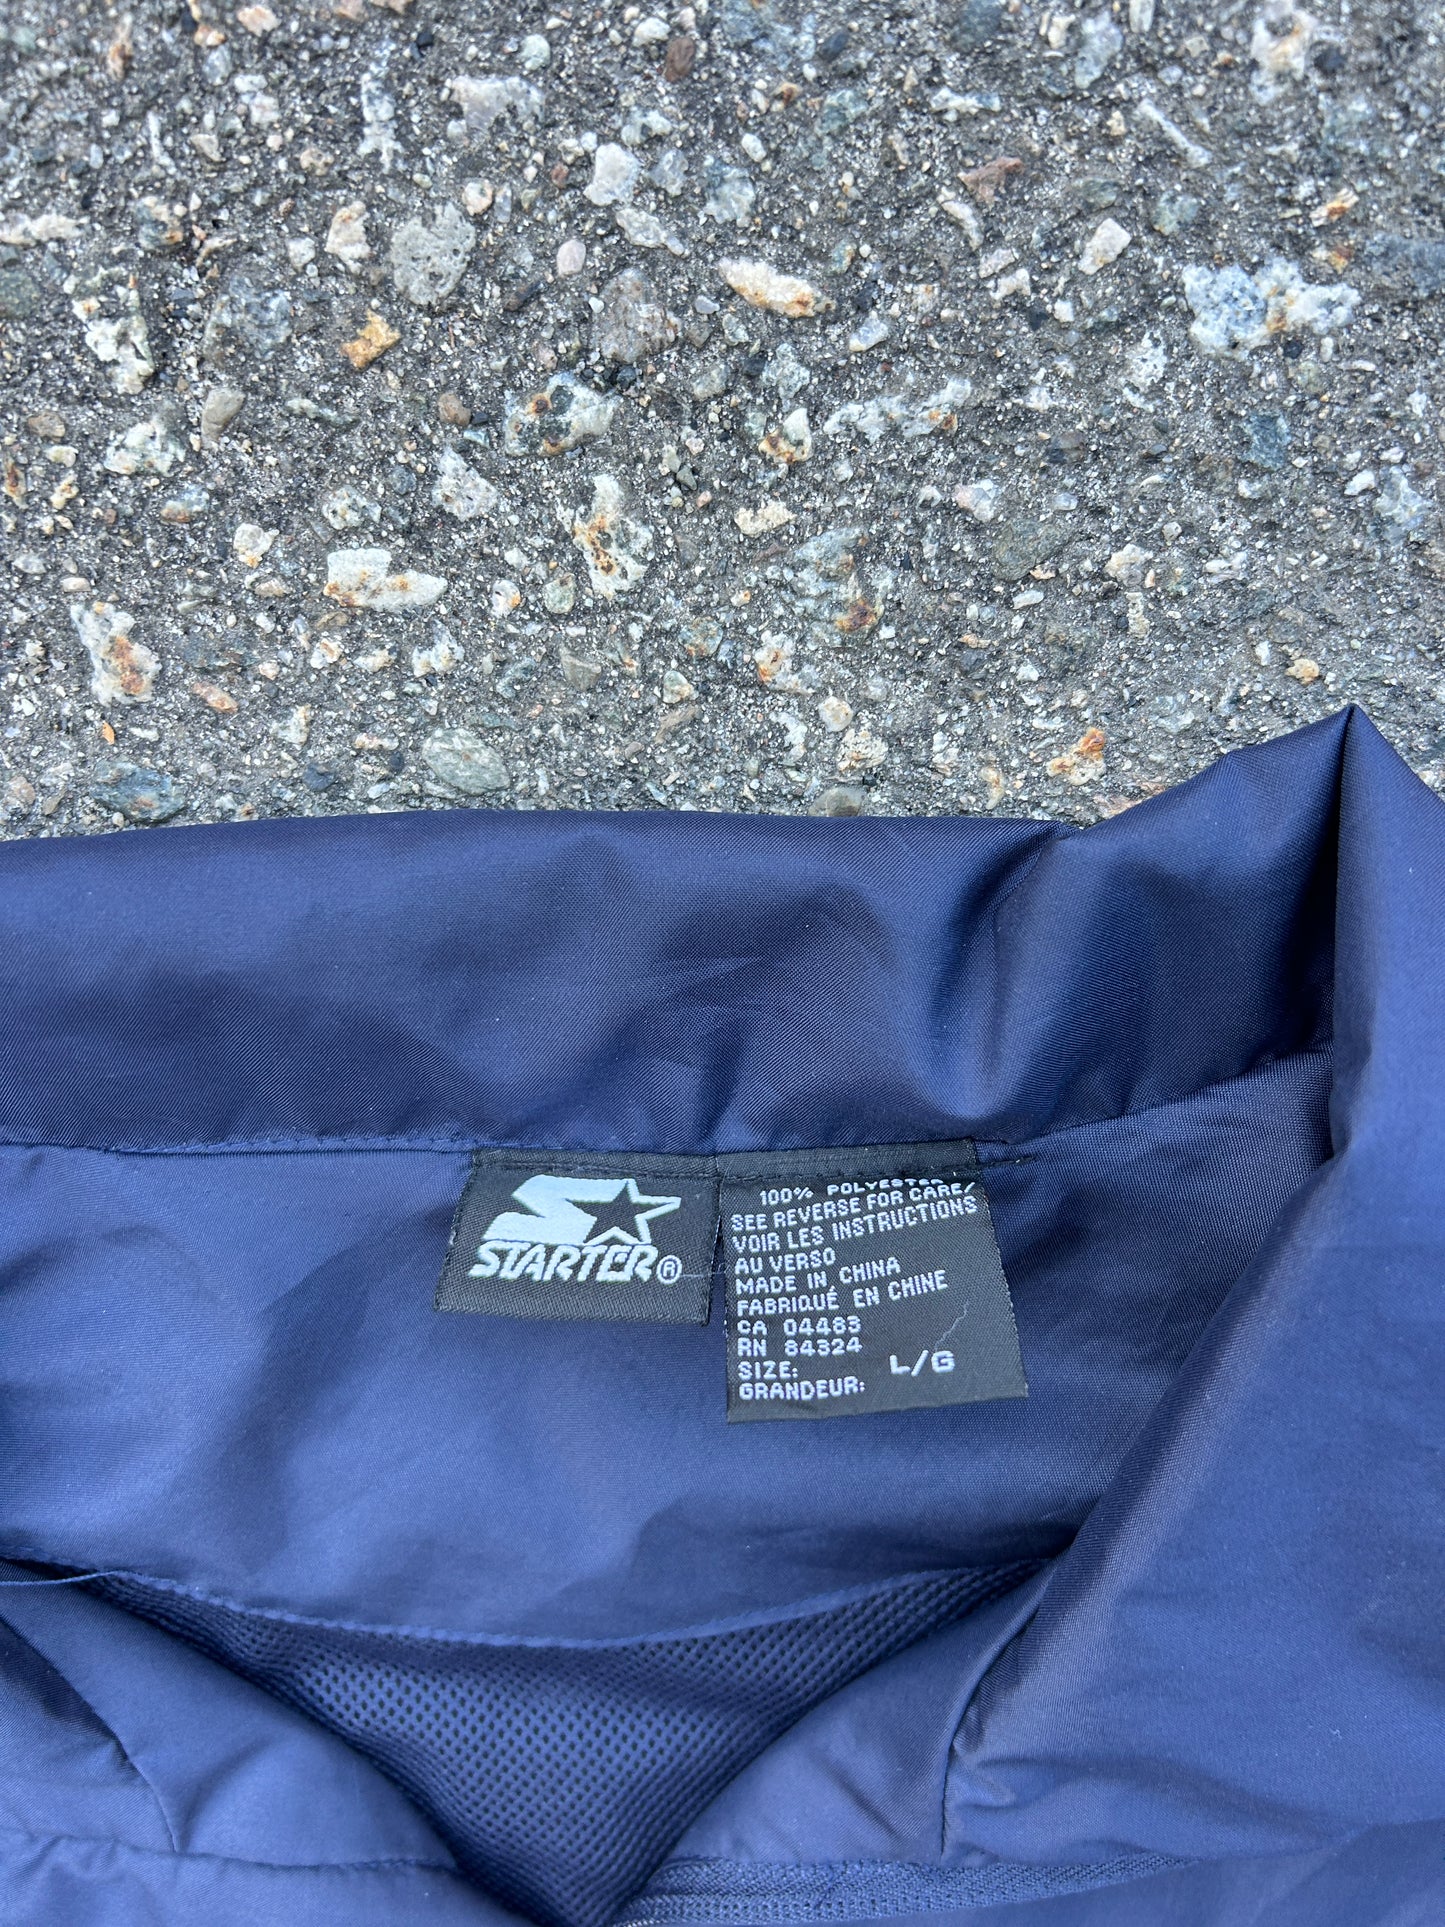 STARTER®
100% POLYESTER
SEE REVERSE FOR CARE/
VOIR LES INSTRUCTIONS
AU VERSO
MADE IN CHINA
FABRIQUÉ EN CHINE
CA 04483
RN 84324
SIZE: L/G
GRANDEUR: